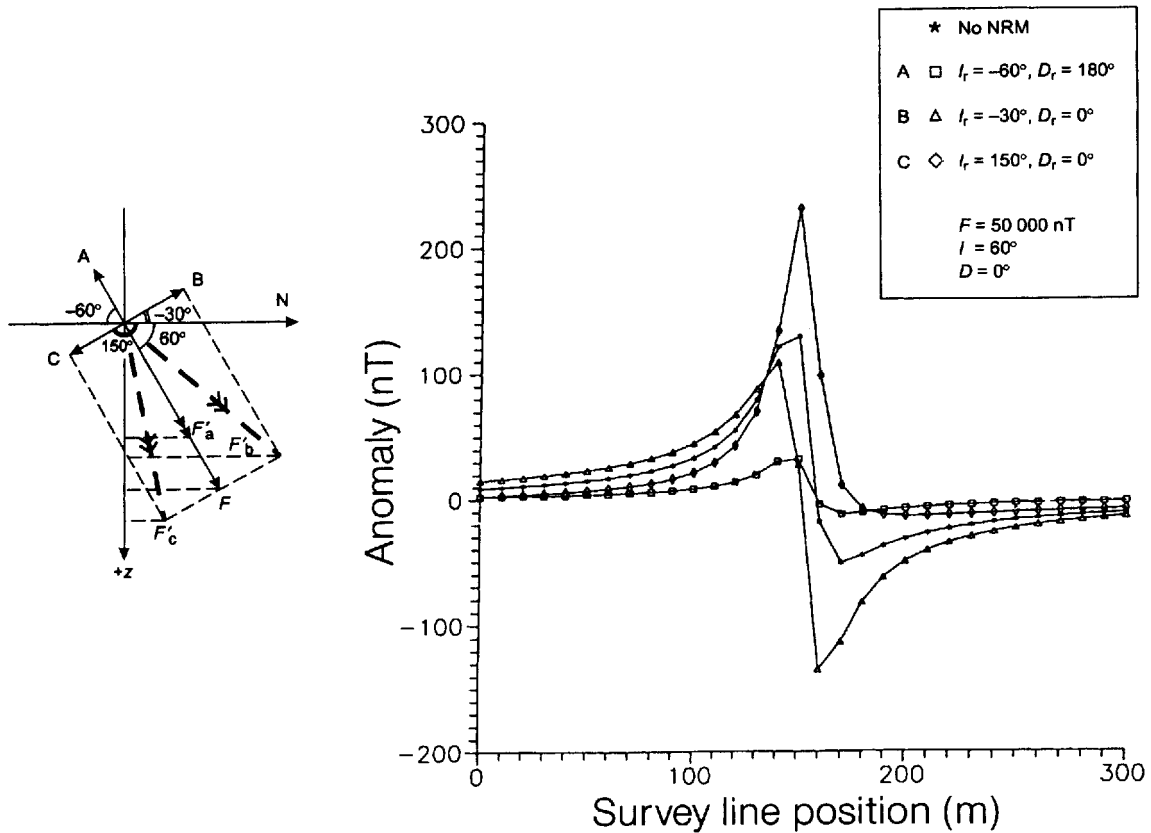 ★ No NRM
A □ Iᵣ = –60°, Dᵣ = 180°
B △ Iᵣ = –30°, Dᵣ = 0°
C ◇ Iᵣ = 150°, Dᵣ = 0°
F = 50 000 nT
I = 60°
D = 0°
A
B
N
–60°
–30°
150°
60°
C
F′a
F′b
F
F′c
+z
Anomaly (nT)
300
200
100
0
−100
−200
0
100
200
300
Survey line position (m)